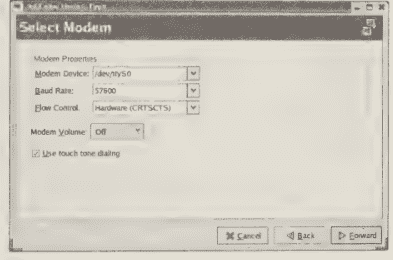 Select Modem
Modem Properties
Modem Device: /dev/ttyS0
Baud Rate: 57600
Flow Control: Hardware (CRTSCTS)
Modem Volume: Off
Use touch tone dialing
Cancel Back Forward